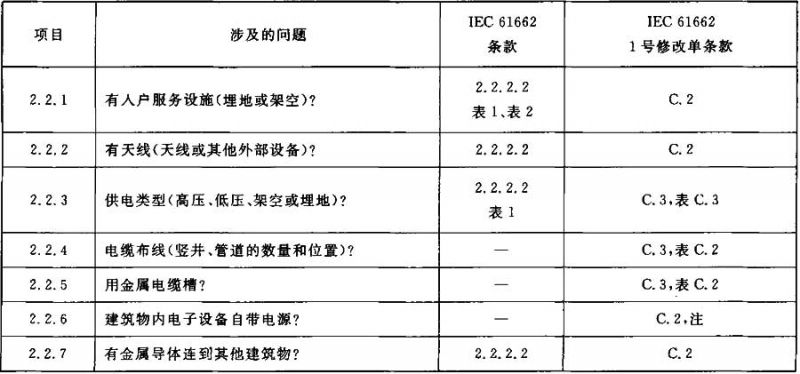 项目 涉及的问题 IEC 61662 条款 IEC 61662 1号修改单条款
2.2.1 有入户服务设施(埋地或架空)? 2.2.2.2 表1、表2 C.2
2.2.2 有天线(天线或其他外部设备)? 2.2.2.2 C.2
2.2.3 供电类型(高压、低压、架空或埋地)? 2.2.2.2 表1 C.3,表C.3
2.2.4 电缆布线(竖井、管道的数量和位置)? — C.3,表C.2
2.2.5 用金属电缆槽? — C.3,表C.2
2.2.6 建筑物内电子设备自带电源? — C.2,注
2.2.7 有金属导体连到其他建筑物? 2.2.2.2 C.2